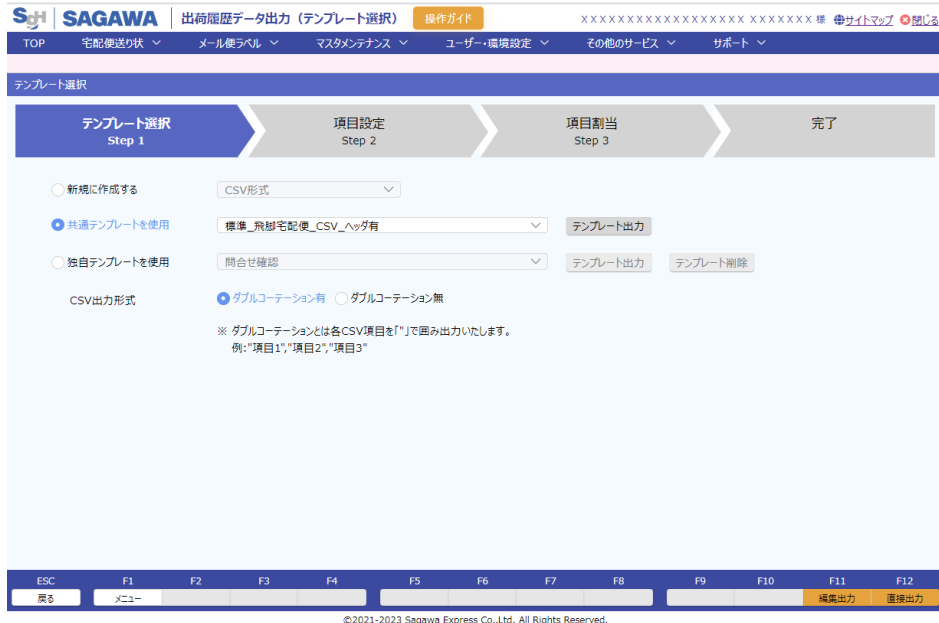 SGH SAGAWA 出荷履歴データ出力（テンプレート選択） 操作ガイド XXXXXXXXXXXXXXXXX XXXXXXX 様 サイトマップ 閉じる
TOP 宅配便送り状 メール便ラベル マスタメンテナンス ユーザー・環境設定 その他のサービス サポート
テンプレート選択
テンプレート選択 項目設定 項目割当 完了
Step 1 Step 2 Step 3
新規に作成する CSV形式
共通テンプレートを使用 標準_飛脚宅配便_CSV_ヘッダ有 テンプレート出力
独自テンプレートを使用 問合せ確認 テンプレート出力 テンプレート削除
CSV出力形式 ダブルコーテーション有 ダブルコーテーション無
※ ダブルコーテーションとは各CSV項目を「"」で囲み出力いたします。
例:"項目1","項目2","項目3"
ESC F1 F2 F3 F4 F5 F6 F7 F8 F9 F10 F11 F12
戻る メニュー 編集出力 直接出力
©2021-2023 Sagawa Express Co.,Ltd. All Rights Reserved.